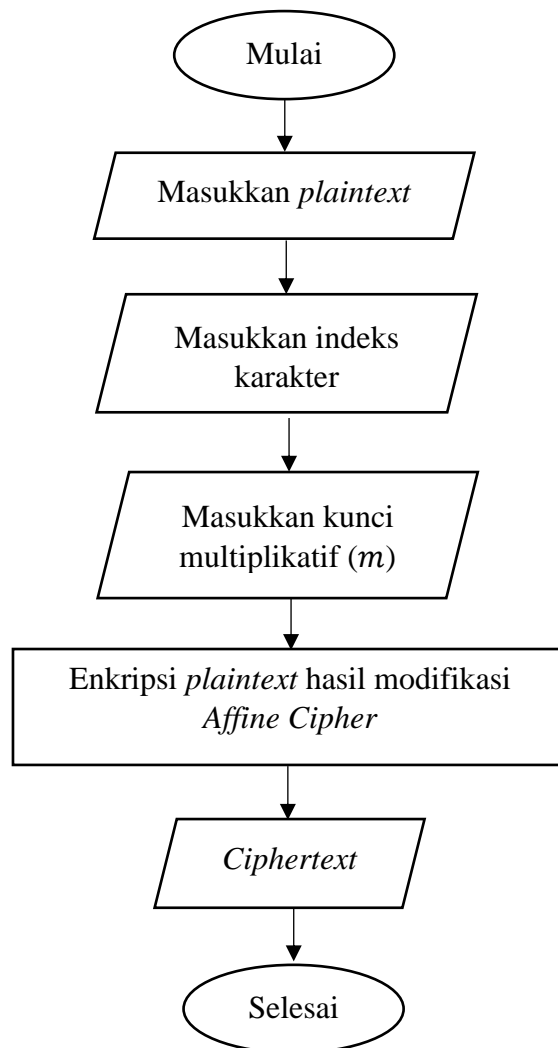 Mulai
Masukkan plaintext
Masukkan indeks
karakter
Masukkan kunci
multiplikatif (m)
Enkripsi plaintext hasil modifikasi
Affine Cipher
Ciphertext
Selesai